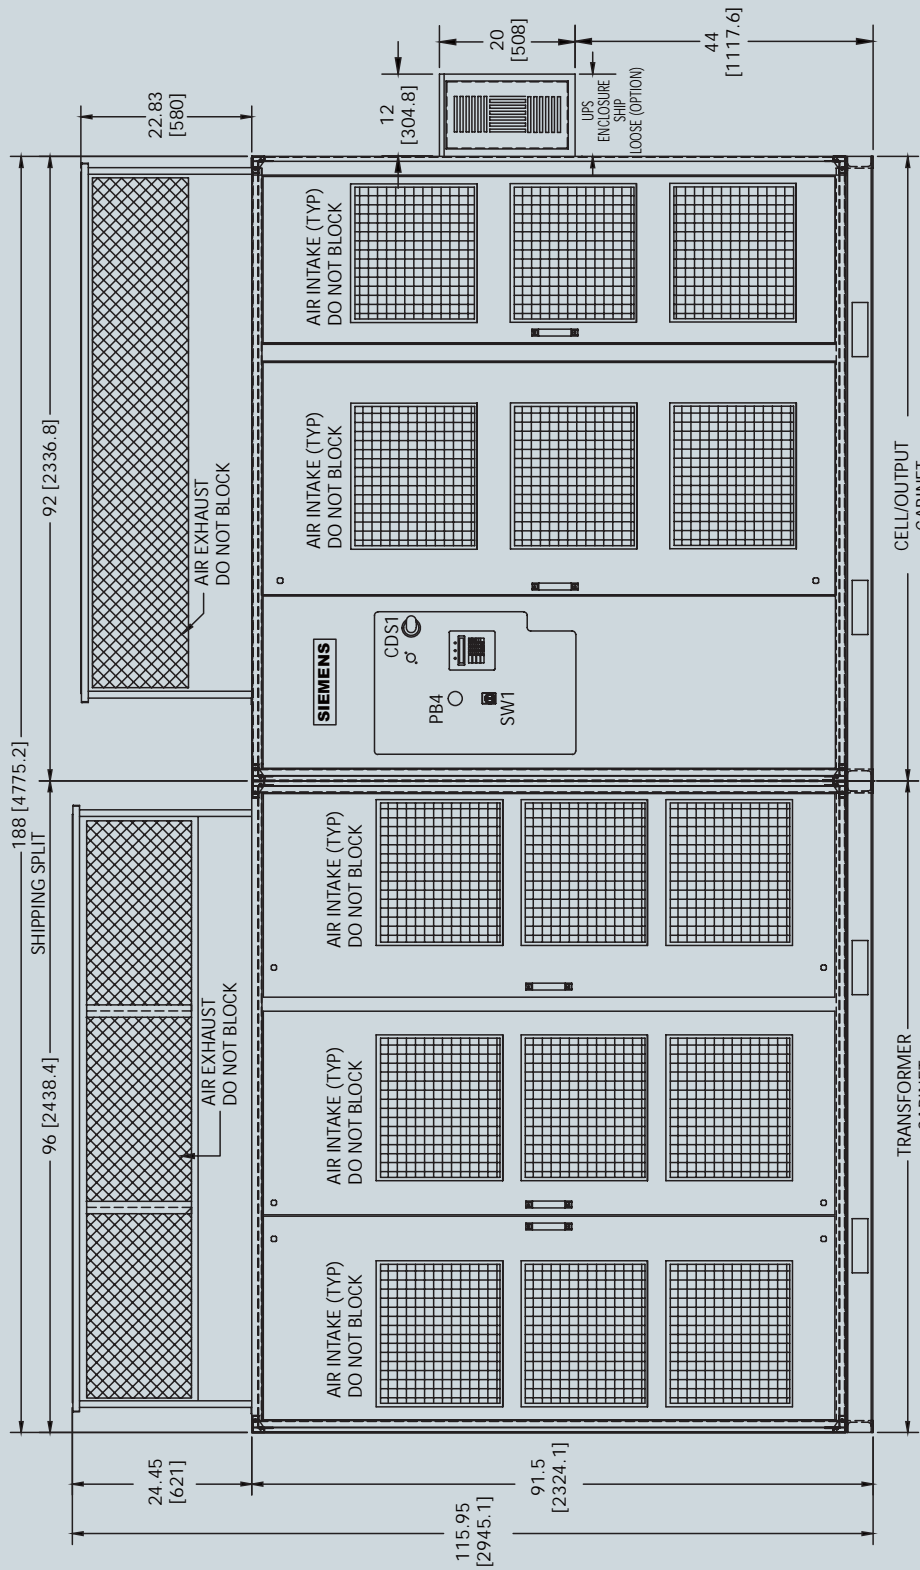 188 [4775.2]
SHIPPING SPLIT
96 [2438.4]
92 [2336.8]
24.45
[621]
115.95
[2945.1]
91.5
[2324.1]
22.83
[580]
12
[304.8]
20
[508]
44
[1117.6]
UPS
ENCLOSURE
SHIP
LOOSE (OPTION)
AIR EXHAUST
DO NOT BLOCK
AIR EXHAUST
DO NOT BLOCK
AIR INTAKE (TYP)
DO NOT BLOCK
AIR INTAKE (TYP)
DO NOT BLOCK
AIR INTAKE (TYP)
DO NOT BLOCK
SIEMENS
PB4
CDS1
SW1
AIR INTAKE (TYP)
DO NOT BLOCK
AIR INTAKE (TYP)
DO NOT BLOCK
TRANSFORMER
CABINET
CELL/OUTPUT
CABINET